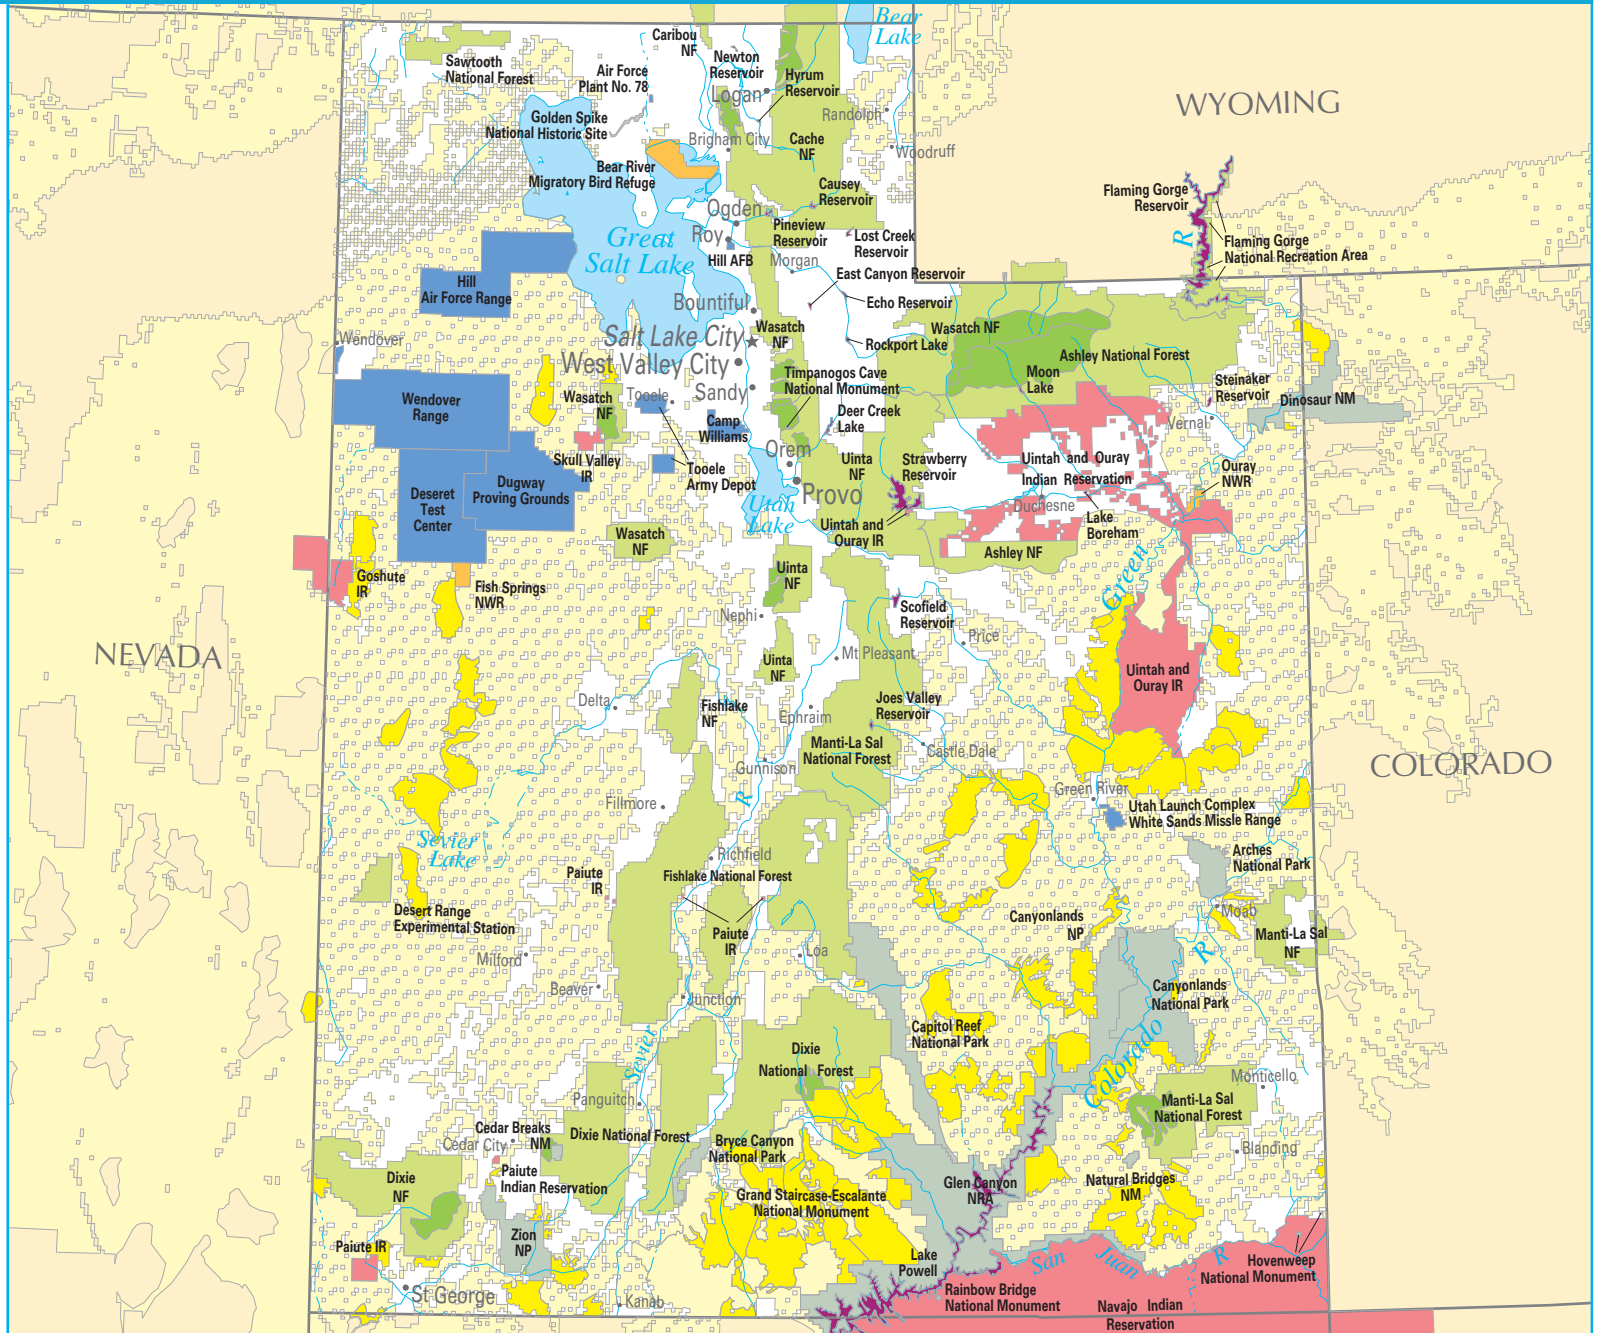 Bear
Lake
Caribou
NF
Sawtooth
National Forest
Newton
Reservoir
Air Force
Plant No. 78
Hyrum
Reservoir
Logan
WYOMING
Golden Spike
National Historic Site
Randolph
Brigham City
Cache
NF
Woodruff
Bear River
Migratory Bird Refuge
Causey
Reservoir
Flaming Gorge
Reservoir
Ogden
Pineview
Reservoir
Roy
Lost Creek
Reservoir
R
Flaming Gorge
National Recreation Area
Great
Salt Lake
Hill AFB
Morgan
Hill
Air Force Range
East Canyon Reservoir
Bountiful
Echo Reservoir
Wendover
Salt Lake City
Wasatch
NF
Wasatch NF
Rockport Lake
Ashley National Forest
West Valley City
Timpanogos Cave
National Monument
Moon
Lake
Steinaker
Reservoir
Dinosaur NM
Wendover
Range
Wasatch
NF
Tooele
Sandy
Camp
Williams
Deer Creek
Lake
Vernal
Orem
Skull Valley
IR
Tooele
Army Depot
Uinta
NF
Strawberry
Reservoir
Uintah and Ouray
Indian Reservation
Ouray
NWR
Deseret
Test
Center
Dugway
Proving Grounds
Provo
Utah
Lake
Duchesne
Uintah and
Ouray IR
Lake
Boreham
Wasatch
NF
Ashley NF
Goshute
IR
Fish Springs
NWR
Uinta
NF
Green
Nephi
Scofield
Reservoir
Price
NEVADA
Mt Pleasant
Uinta
NF
Uintah and
Ouray IR
Delta
Fishlake
NF
Ephraim
Joes Valley
Reservoir
Manti-La Sal
National Forest
Castle Dale
Gunnison
COLORADO
Green River
Fillmore
R
Utah Launch Complex
White Sands Missle Range
Sevier
Lake
Richfield
Arches
National Park
Paiute
IR
Fishlake National Forest
Desert Range
Experimental Station
Canyonlands
NP
Moab
Paiute
IR
Manti-La Sal
NF
Milford
Loa
R
Beaver
Junction
Canyonlands
National Park
Capitol Reef
National Park
Sevier
Dixie
National Forest
Colorado
Monticello
Panguitch
Manti-La Sal
National Forest
Cedar Breaks
NM
Cedar City
Dixie National Forest
Bryce Canyon
National Park
Blanding
Dixie
NF
Paiute
Indian Reservation
Grand Staircase-Escalante
National Monument
Glen Canyon
NRA
Natural Bridges
NM
Zion
NP
Paiute IR
Lake
Powell
San Juan R
Hovenweep
National Monument
St George
Kanab
Rainbow Bridge
National Monument
Navajo Indian
Reservation